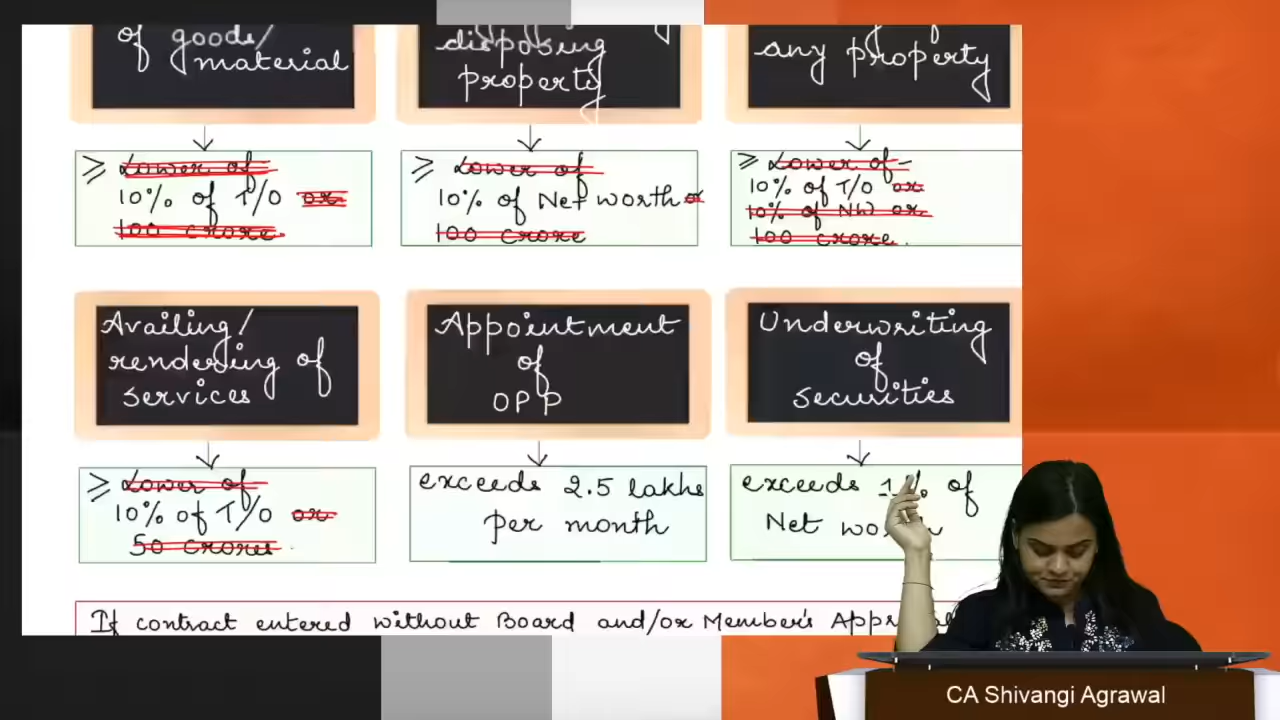 of goods/
material
disposing
property
any property
≥ Lower of
10% of T/O or
100 crore
≥ Lower of
10% of Net worth or
100 crore
≥ Lower of -
10% of T/O or
10% of NW or
100 crore.
Availing/
rendering of
services
Appointment
of
OPP
Underwriting
of
securities
≥ Lower of
10% of T/O or
50 crores
exceeds 2.5 lakhs
per month
exceeds 1% of
Net
If contract entered without Board and/or Member's
CA Shivangi Agrawal